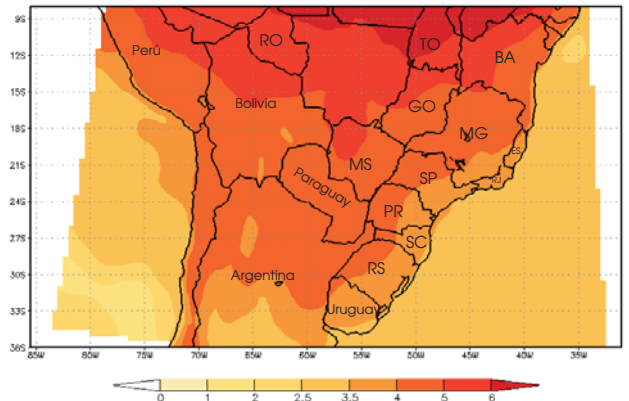 9S
12S
15S
18S
21S
24S
27S
30S
33S
36S
Perú
RO
TO
BA
Bolivia
GO
MG
ES
MS
Paraguay
SP
RJ
PR
SC
Argentina
RS
Uruguay
85W 80W 75W 70W 65W 60W 55W 50W 45W 40W 35W
0 1 2 2.5 3.5 4 5 6